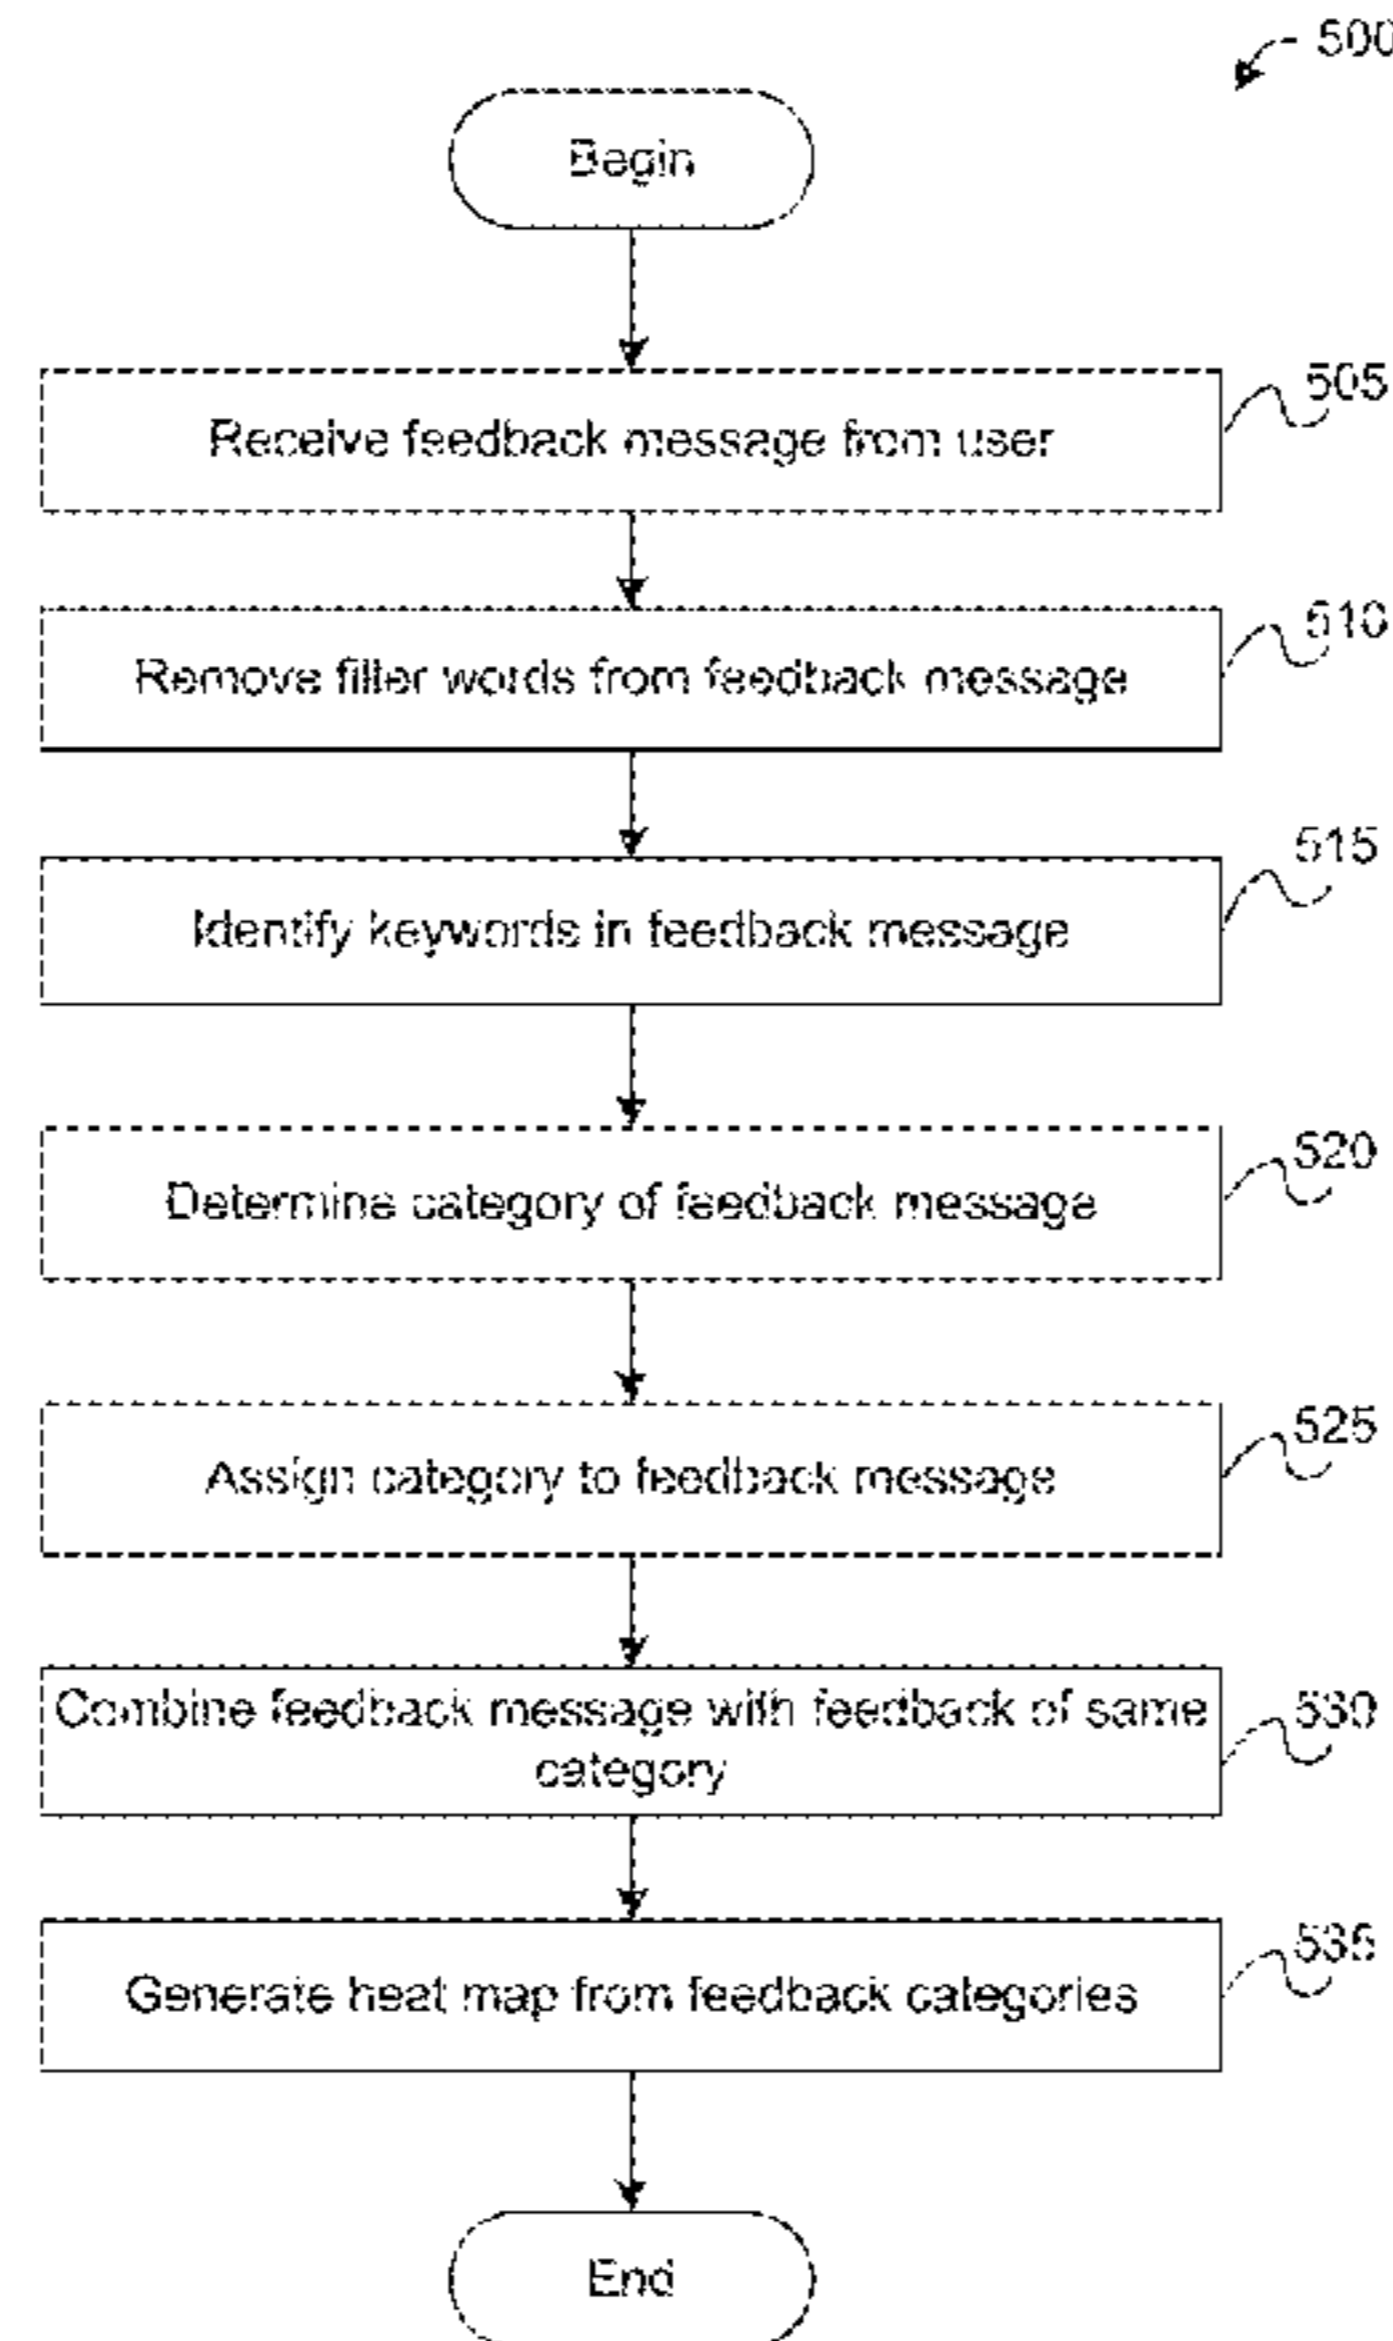 500
Begin
Receive feedback message from user
505
Remove filler words from feedback message
510
Identify keywords in feedback message
515
Determine category of feedback message
520
Assign category to feedback message
525
Combine feedback message with feedback of same
category
530
Generate heat map from feedback categories
535
End